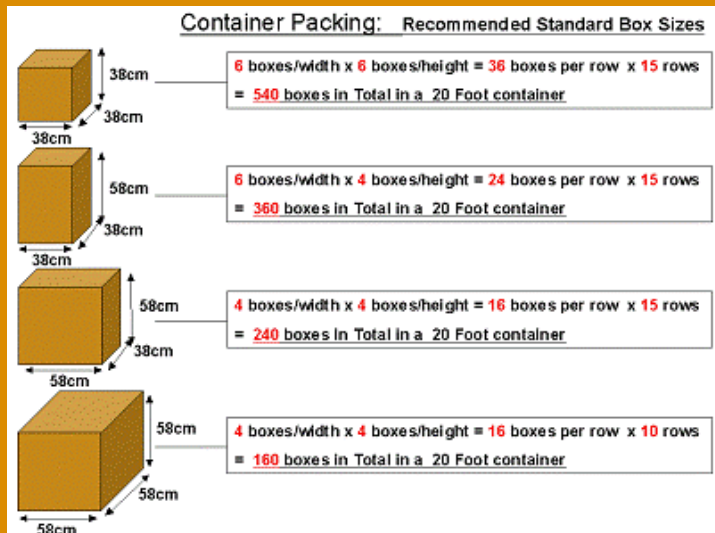 Container Packing: Recommended Standard Box Sizes
38cm
38cm
38cm
6 boxes/width x 6 boxes/height = 36 boxes per row x 15 rows
= 540 boxes in Total in a 20 Foot container
58cm
38cm
38cm
6 boxes/width x 4 boxes/height = 24 boxes per row x 15 rows
= 360 boxes in Total in a 20 Foot container
58cm
38cm
58cm
4 boxes/width x 4 boxes/height = 16 boxes per row x 15 rows
= 240 boxes in Total in a 20 Foot container
58cm
58cm
58cm
4 boxes/width x 4 boxes/height = 16 boxes per row x 10 rows
= 160 boxes in Total in a 20 Foot container